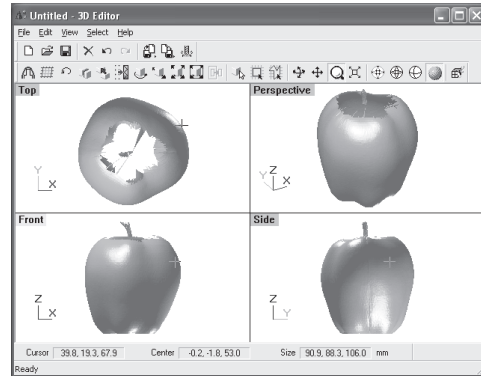 Untitled - 3D Editor
File Edit View Select Help
Top
Perspective
Y
X
Y Z X
Front
Side
Z
X
Z
Y
Cursor 39.8, 19.3, 67.9 Center -0.2, -1.8, 53.0 Size 90.9, 88.3, 106.0 mm
Ready